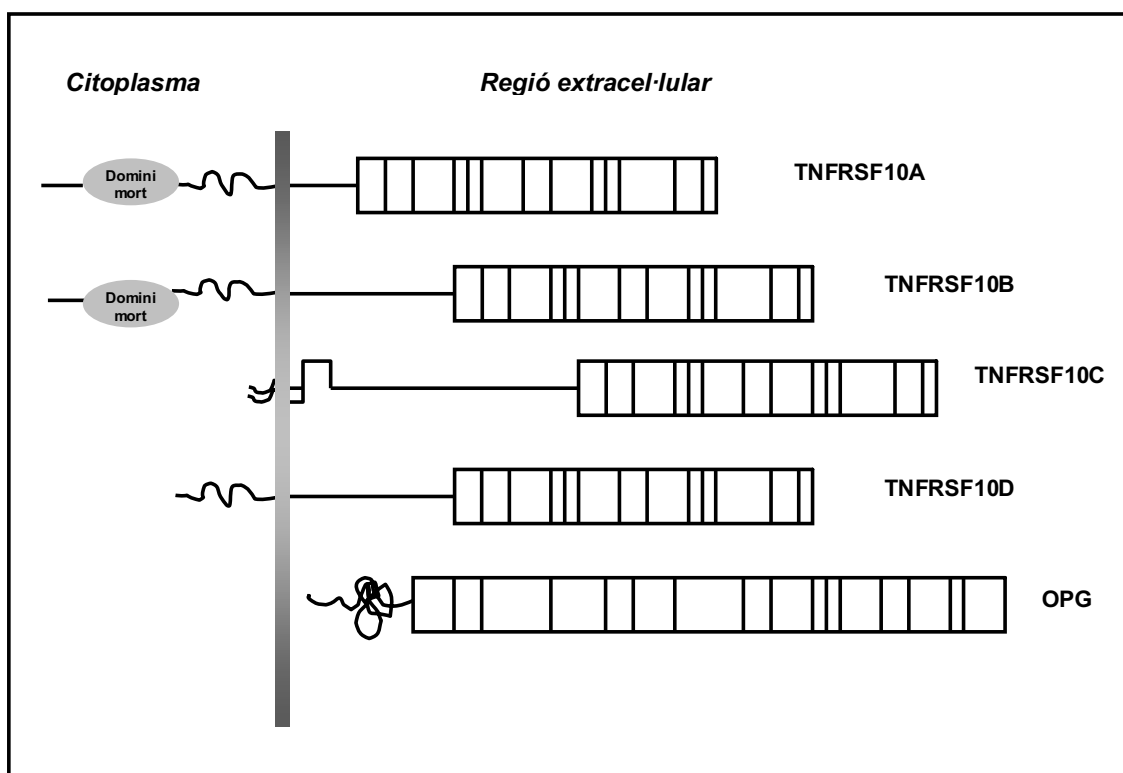 Citoplasma
Regió extracel·lular
Domini
mort
TNFRSF10A
Domini
mort
TNFRSF10B
TNFRSF10C
TNFRSF10D
OPG